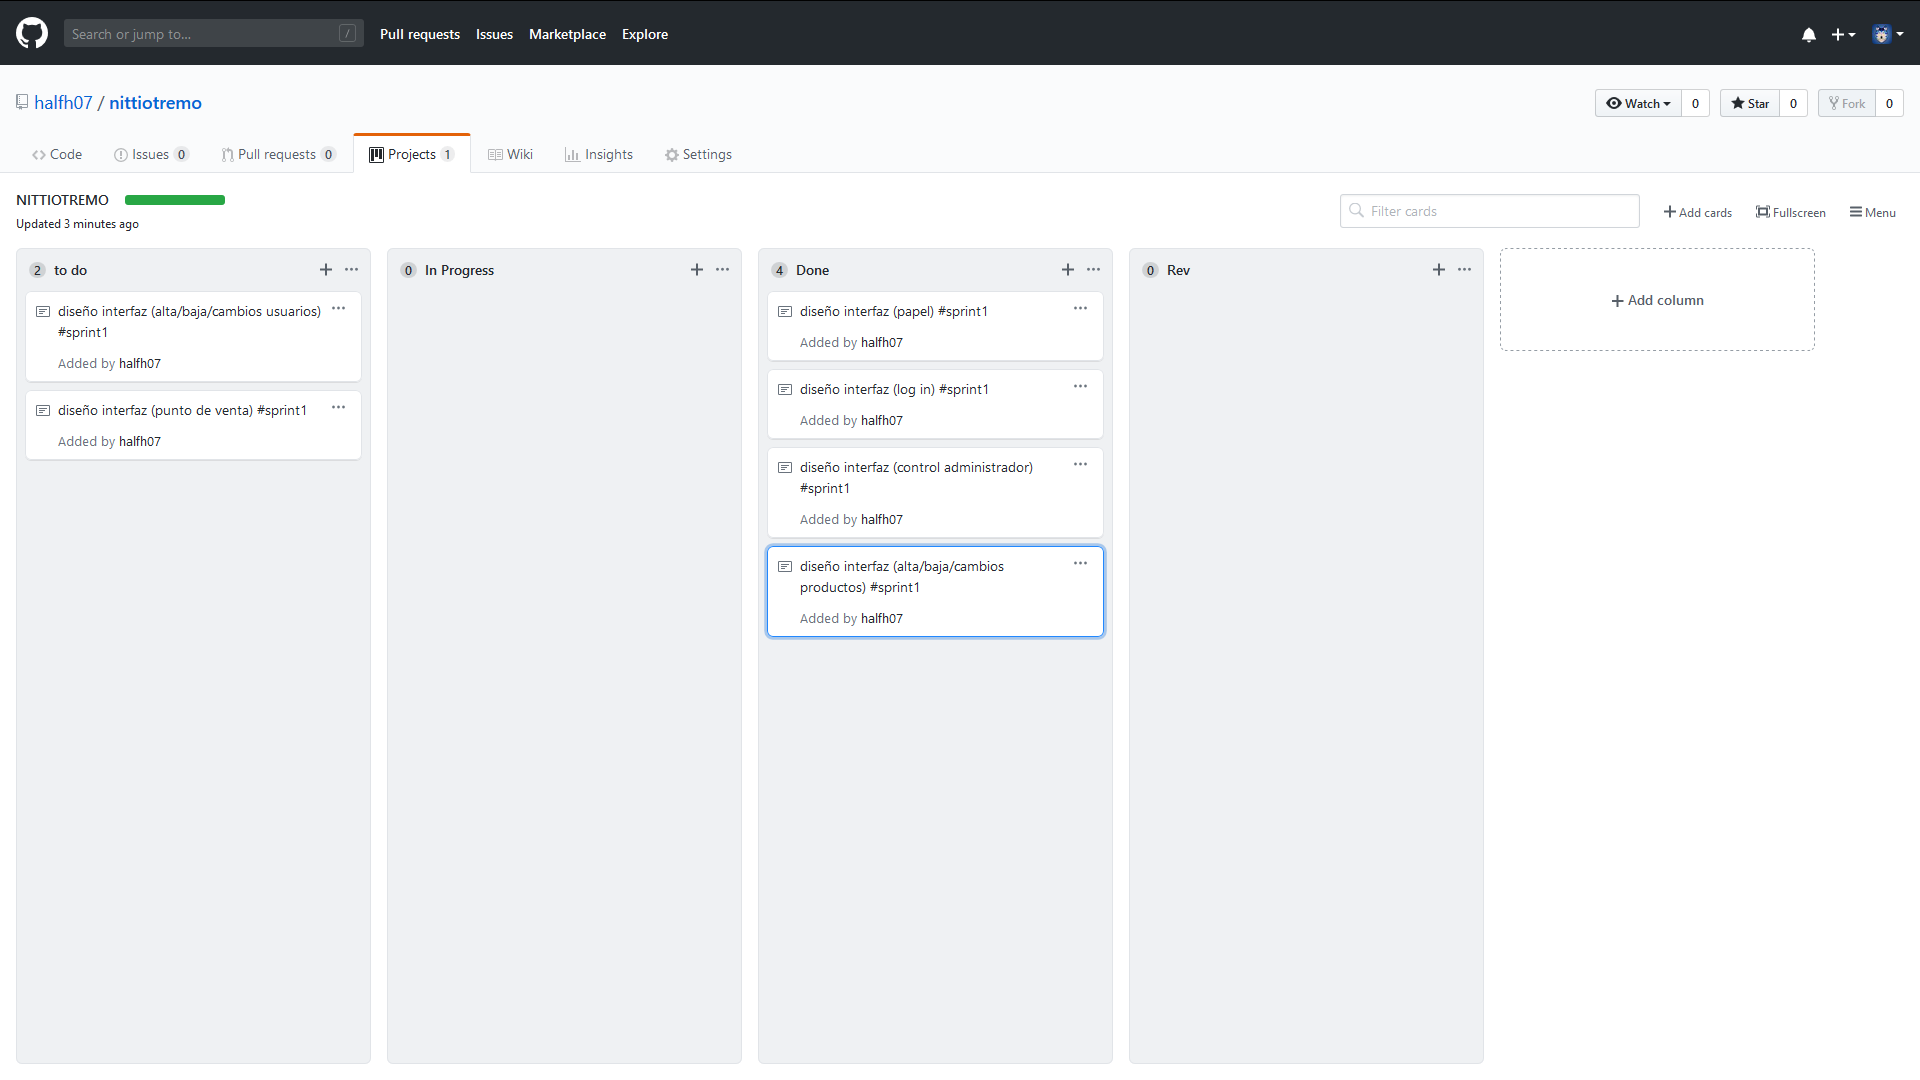 Search or jump to... /
Pull requests Issues Marketplace Explore
halfh07 / nittiotremo
Watch 0 Star 0 Fork 0
Code Issues 0 Pull requests 0 Projects 1 Wiki Insights Settings
NITTIOTREMO
Updated 3 minutes ago
Filter cards
Add cards Fullscreen Menu
2 to do
diseño interfaz (alta/baja/cambios usuarios)
#sprint1
Added by halfh07
diseño interfaz (punto de venta) #sprint1
Added by halfh07
0 In Progress
4 Done
diseño interfaz (papel) #sprint1
Added by halfh07
diseño interfaz (log in) #sprint1
Added by halfh07
diseño interfaz (control administrador)
#sprint1
Added by halfh07
diseño interfaz (alta/baja/cambios
productos) #sprint1
Added by halfh07
0 Rev
Add column